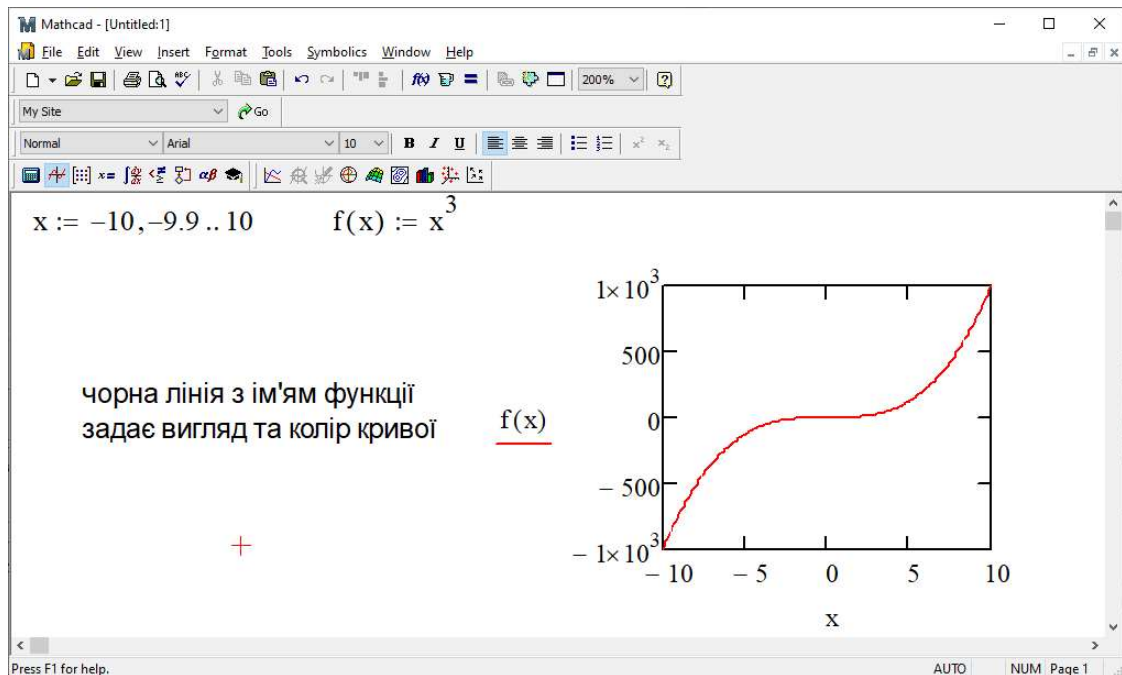 Mathcad - [Untitled:1]
File Edit View Insert Format Tools Symbolics Window Help
200%
My Site Go
Normal Arial 10 B I U
x := −10, −9.9 .. 10 f(x) := x³
чорна лінія з ім'ям функції
задає вигляд та колір кривої
f(x)
1×10³
500
0
− 500
− 1×10³
− 10 − 5 0 5 10
x
Press F1 for help. AUTO NUM Page 1